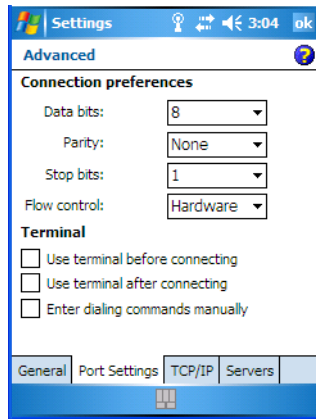 Settings 3:04 ok
Advanced
Connection preferences
Data bits: 8
Parity: None
Stop bits: 1
Flow control: Hardware
Terminal
Use terminal before connecting
Use terminal after connecting
Enter dialing commands manually
General Port Settings TCP/IP Servers